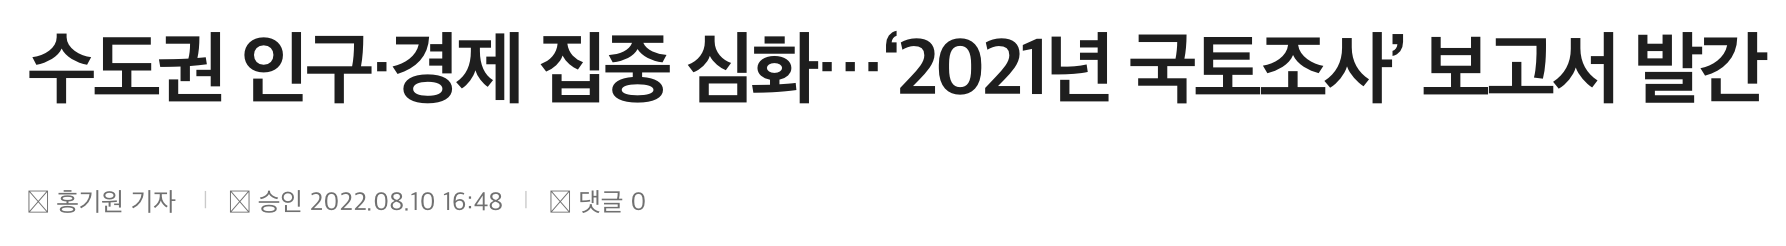 수도권 인구·경제 집중 심화…‘2021년 국토조사’ 보고서 발간
홍기원 기자 | 승인 2022.08.10 16:48 | 댓글 0